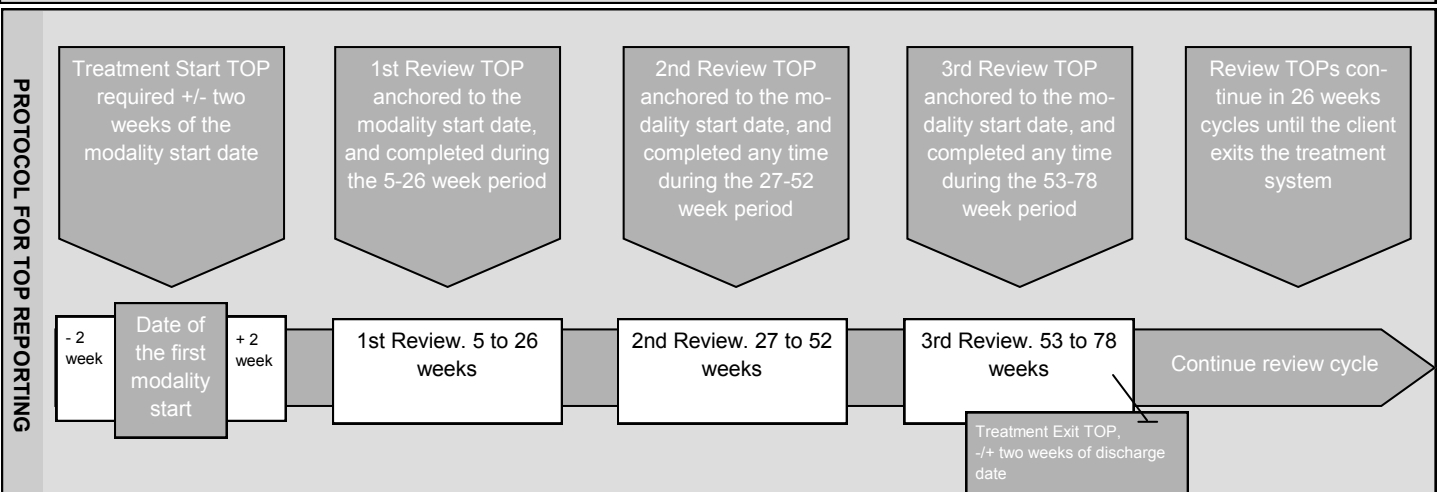 PROTOCOL FOR TOP REPORTING
Treatment Start TOP
required +/- two
weeks of the
modality start date
1st Review TOP
anchored to the
modality start date,
and completed during
the 5-26 week period
2nd Review TOP
anchored to the mo-
dality start date, and
completed any time
during the 27-52
week period
3rd Review TOP
anchored to the mo-
dality start date, and
completed any time
during the 53-78
week period
Review TOPs con-
tinue in 26 weeks
cycles until the client
exits the treatment
system
- 2
week
Date of
the first
modality
start
+ 2
week
1st Review. 5 to 26
weeks
2nd Review. 27 to 52
weeks
3rd Review. 53 to 78
weeks
Continue review cycle
Treatment Exit TOP,
-/+ two weeks of discharge
date